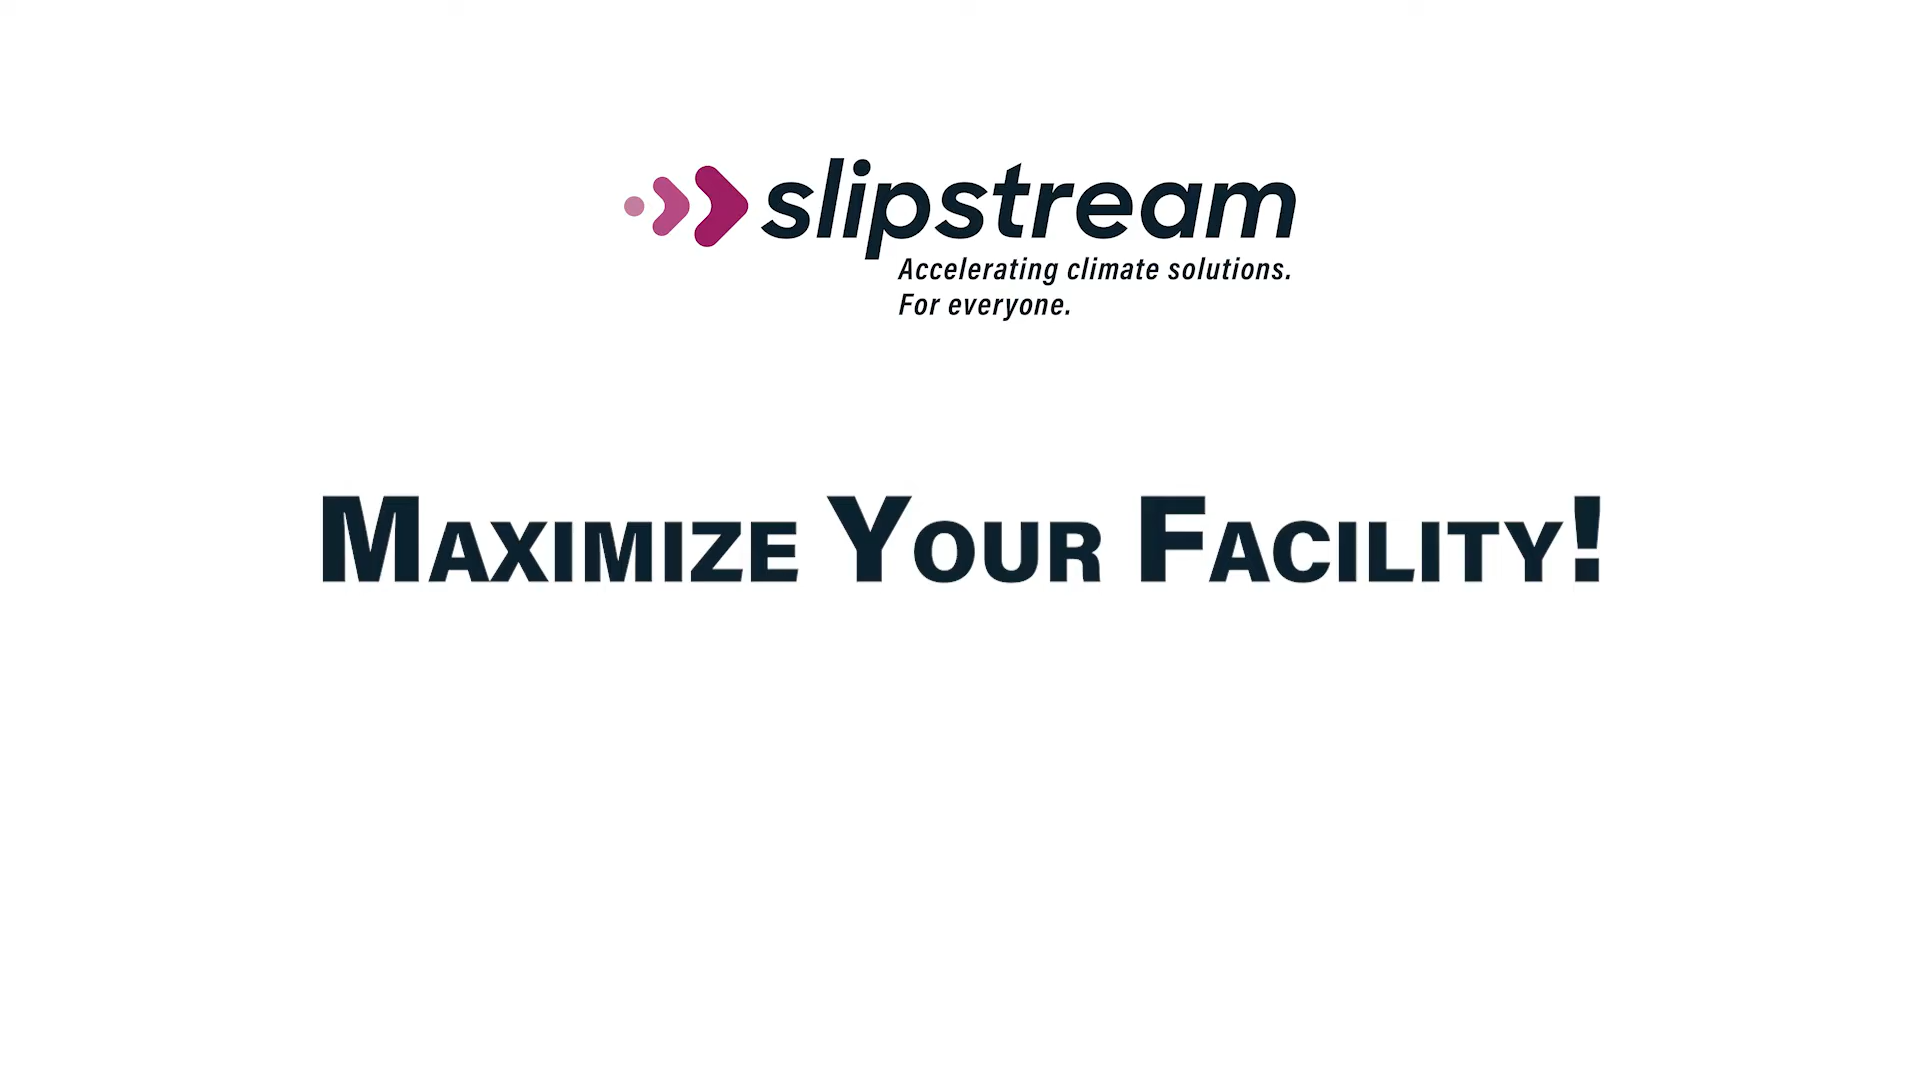 slipstream
Accelerating climate solutions.
For everyone.
Maximize Your Facility!